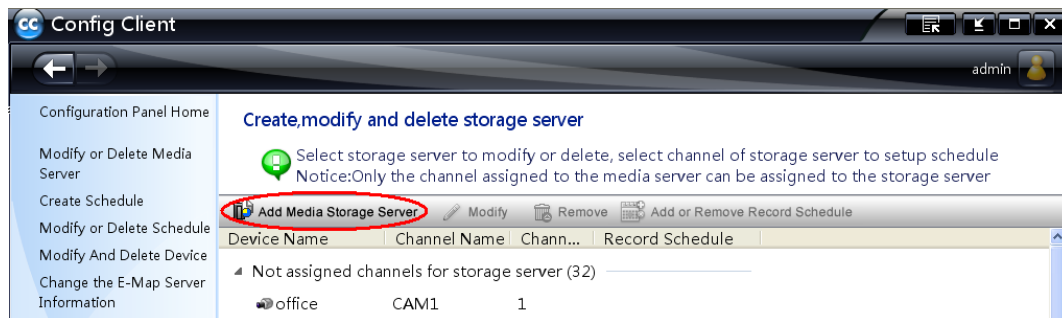 CC Config Client
admin
Configuration Panel Home
Modify or Delete Media
Server
Create Schedule
Modify or Delete Schedule
Modify And Delete Device
Change the E-Map Server
Information
Create,modify and delete storage server
Select storage server to modify or delete, select channel of storage server to setup schedule
Notice:Only the channel assigned to the media server can be assigned to the storage server
Add Media Storage Server Modify Remove Add or Remove Record Schedule
Device Name Channel Name Chann... Record Schedule
Not assigned channels for storage server (32)
office CAM1 1